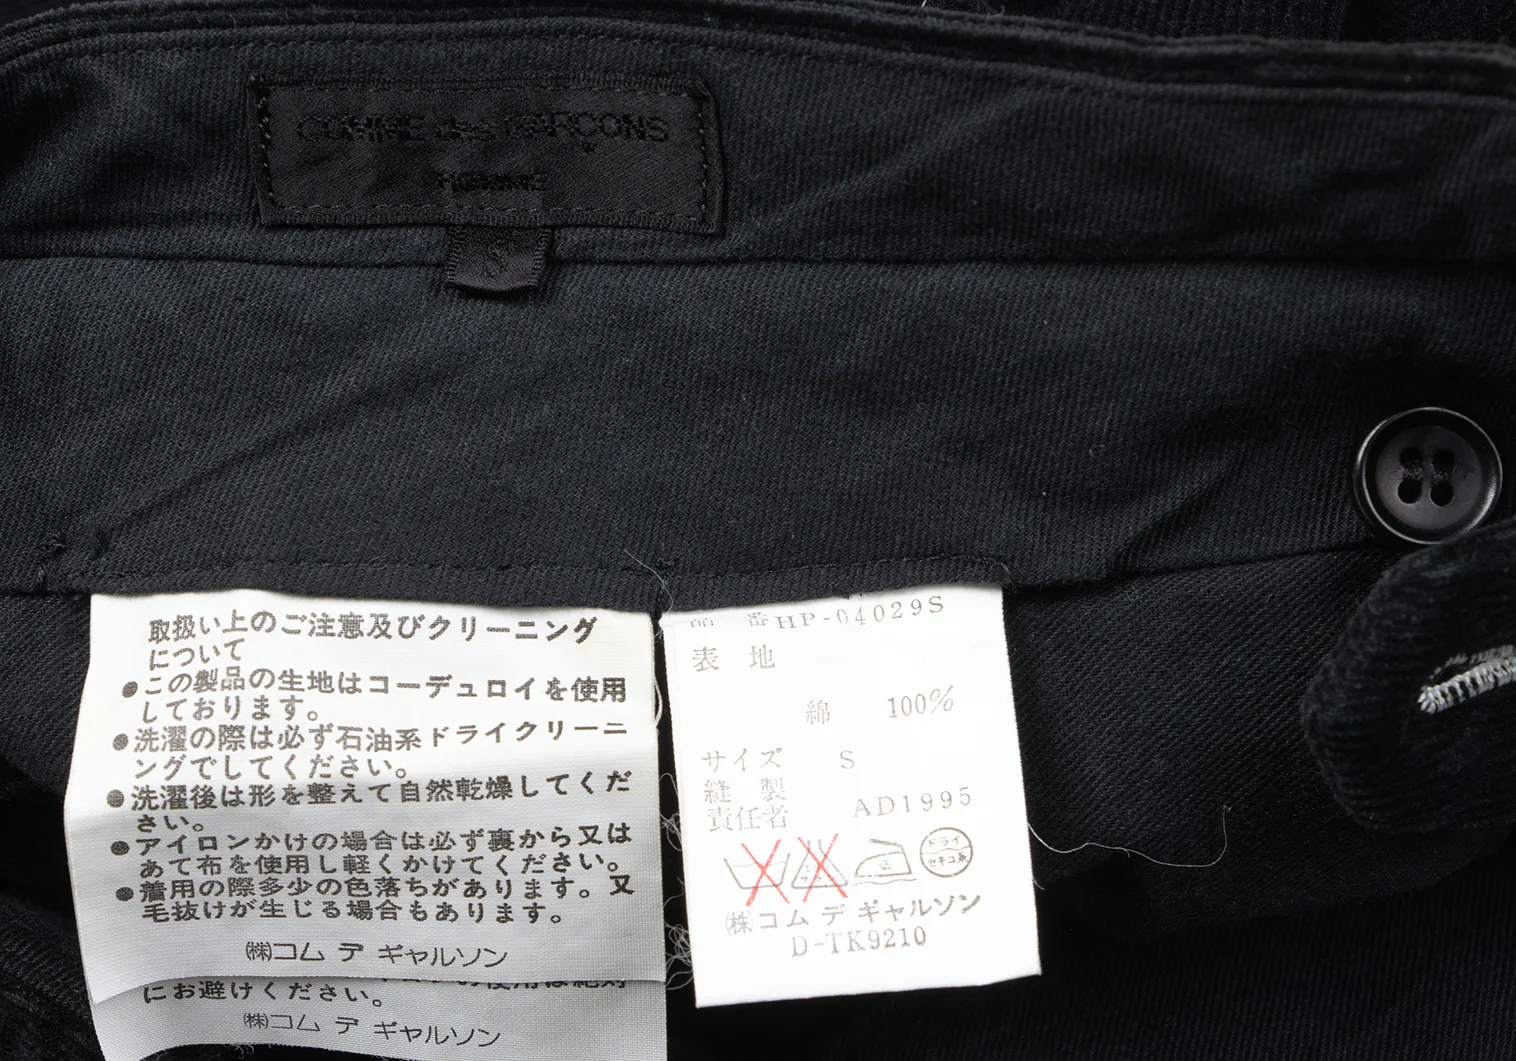 COMME des GARÇONS
HOMME
S
取扱い上のご注意及びクリーニング
について
●この製品の生地はコーデュロイを使用
しております。
●洗濯の際は必ず石油系ドライクリーニ
ングでしてください。
●洗濯後は形を整えて自然乾燥してくだ
さい。
●アイロンかけの場合は必ず裏から又は
あて布を使用し軽くかけてください。
●着用の際多少の色落ちがあります。又
毛抜けが生じる場合もあります。
㈱コム デ ギャルソン
にお避けください。
㈱コム デ ギャルソン
品 番HP-04029S
表 地
綿 100%
サイズ S
縫 製
責任者 AD1995
ドライ
セキユ系
㈱コム デ ギャルソン
D-TK9210